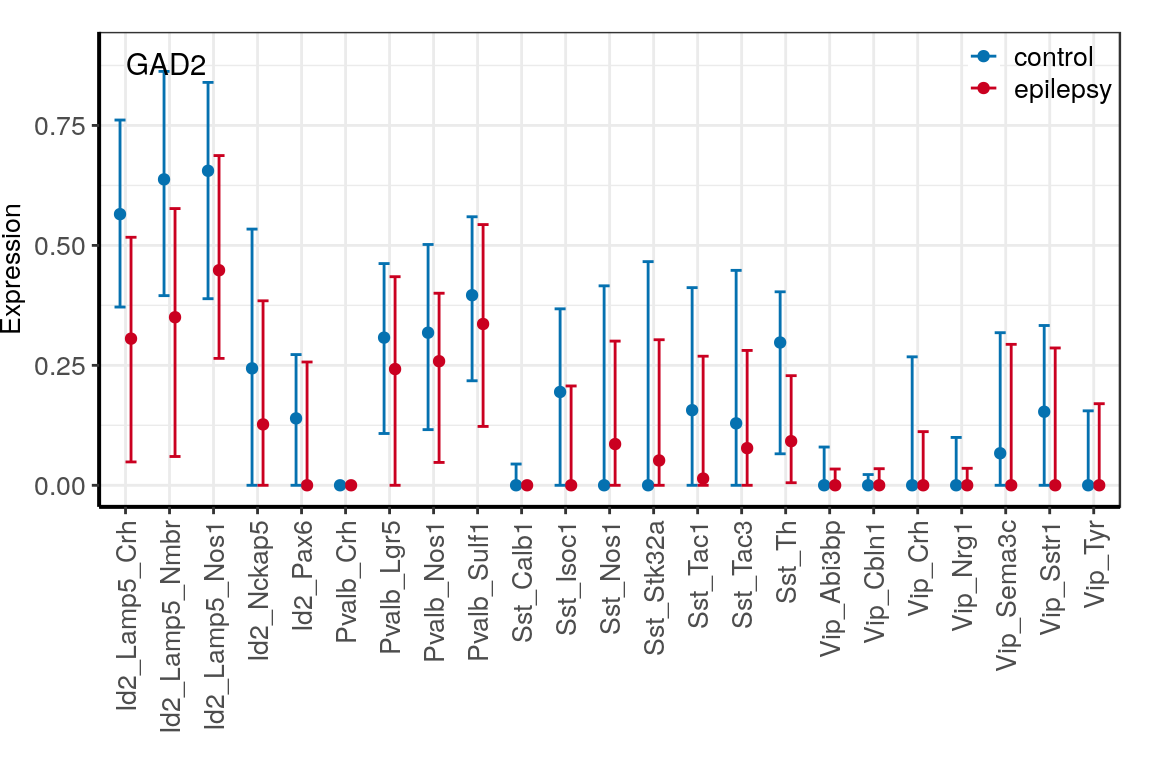 GAD2
control
epilepsy
Expression
0.75
0.50
0.25
0.00
Id2_Lamp5_Crh
Id2_Lamp5_Nmbr
Id2_Lamp5_Nos1
Id2_Nckap5
Id2_Pax6
Pvalb_Crh
Pvalb_Lgr5
Pvalb_Nos1
Pvalb_Sulf1
Sst_Calb1
Sst_Isoc1
Sst_Nos1
Sst_Stk32a
Sst_Tac1
Sst_Tac3
Sst_Th
Vip_Abi3bp
Vip_Cbln1
Vip_Crh
Vip_Nrg1
Vip_Sema3c
Vip_Sstr1
Vip_Tyr